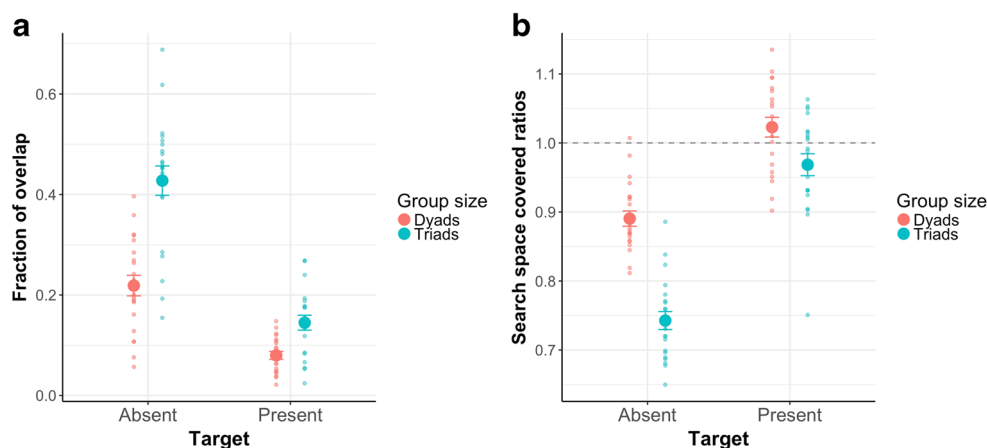 a
Fraction of overlap
0.6
0.4
0.2
0.0
Absent
Present
Target
Group size
Dyads
Triads
b
Search space covered ratios
1.1
1.0
0.9
0.8
0.7
Absent
Present
Target
Group size
Dyads
Triads